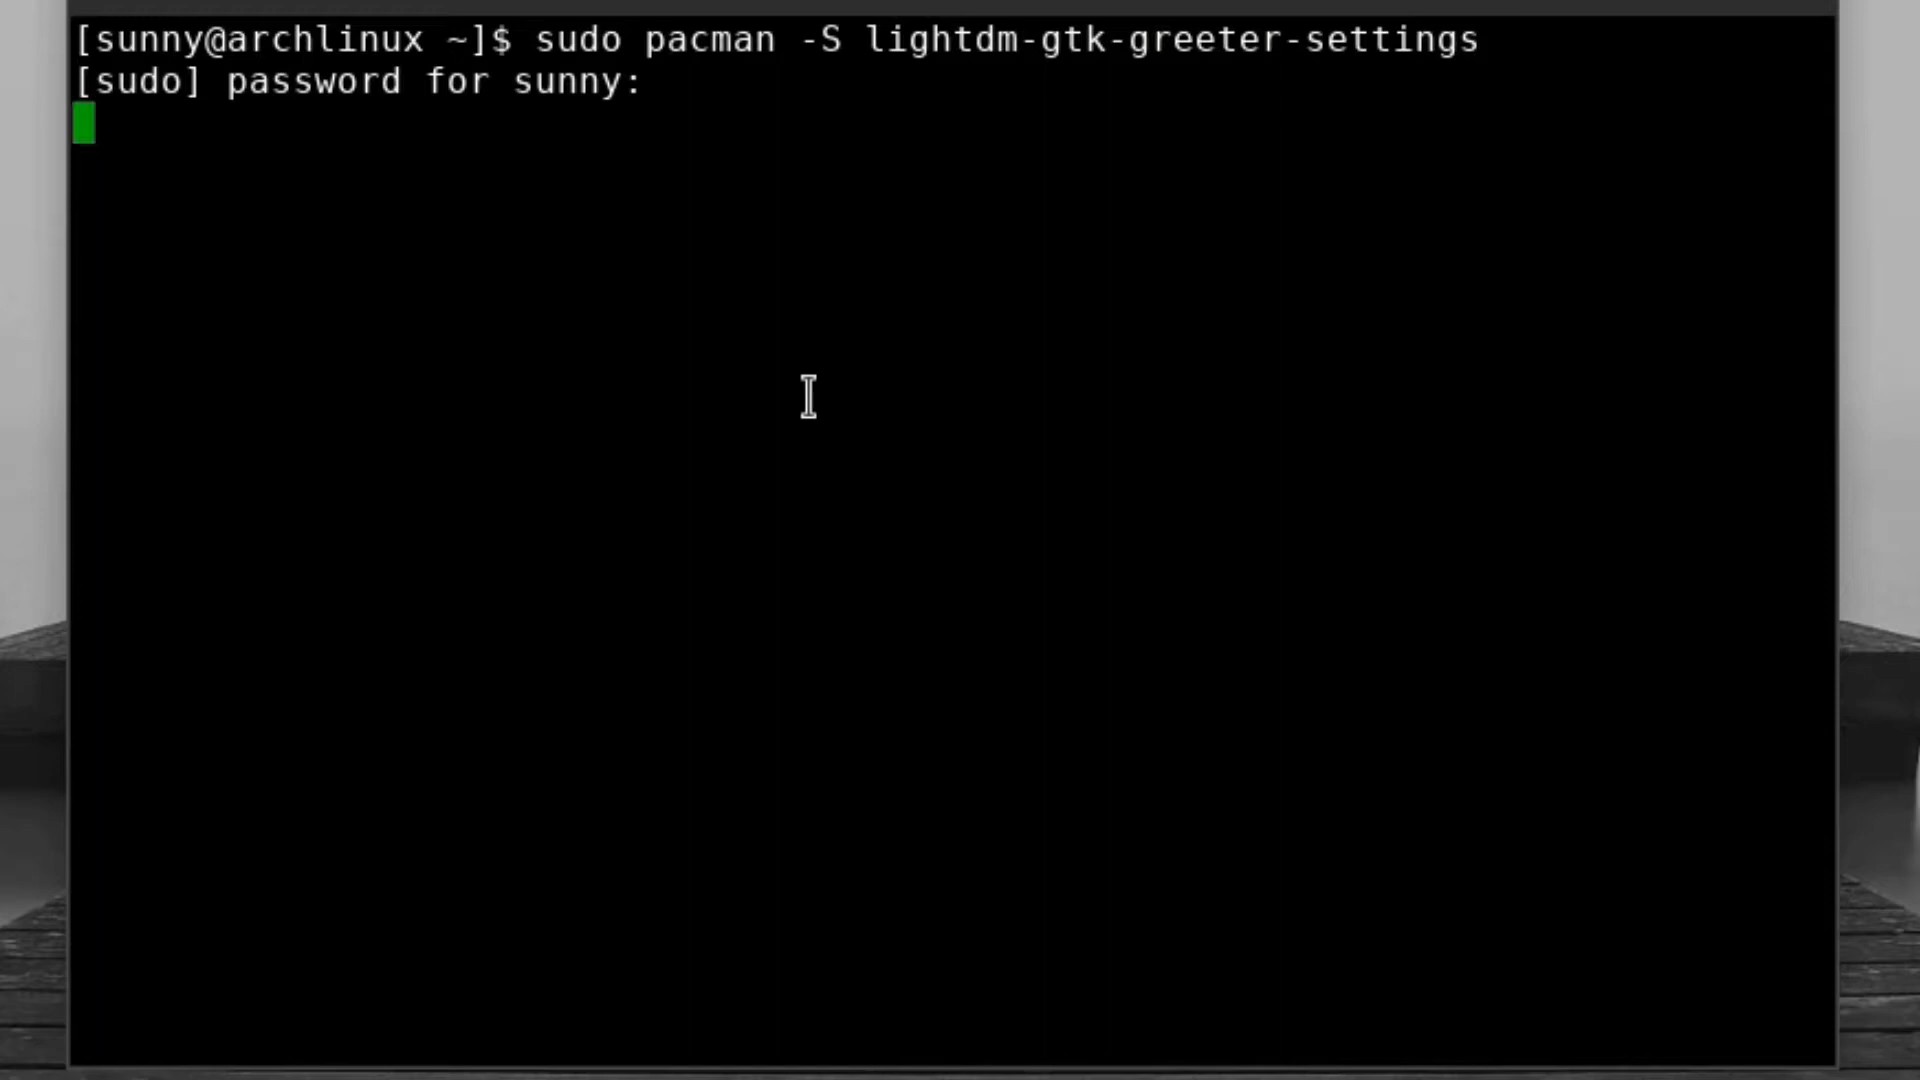 [sunny@archlinux ~]$ sudo pacman -S lightdm-gtk-greeter-settings
[sudo] password for sunny: